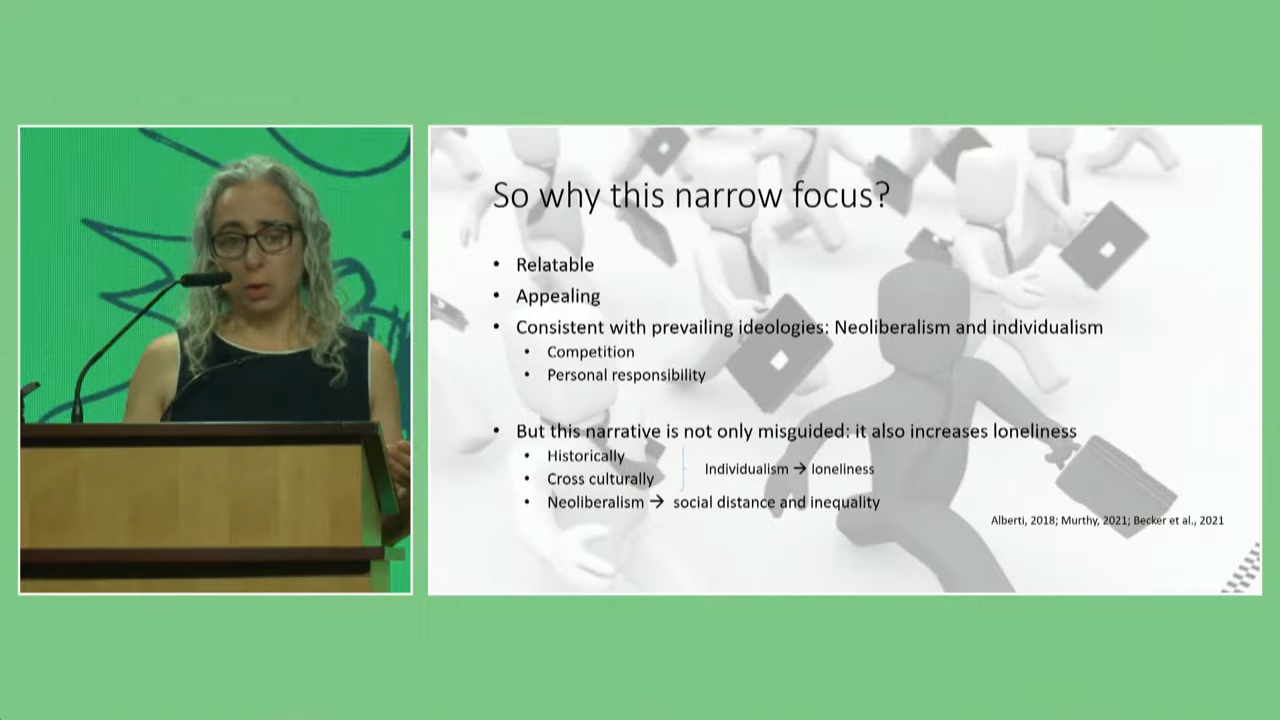 So why this narrow focus?
• Relatable
• Appealing
• Consistent with prevailing ideologies: Neoliberalism and individualism
• Competition
• Personal responsibility
• But this narrative is not only misguided: it also increases loneliness
• Historically
• Cross culturally
Individualism → loneliness
• Neoliberalism → social distance and inequality
Alberti, 2018; Murthy, 2021; Becker et al., 2021